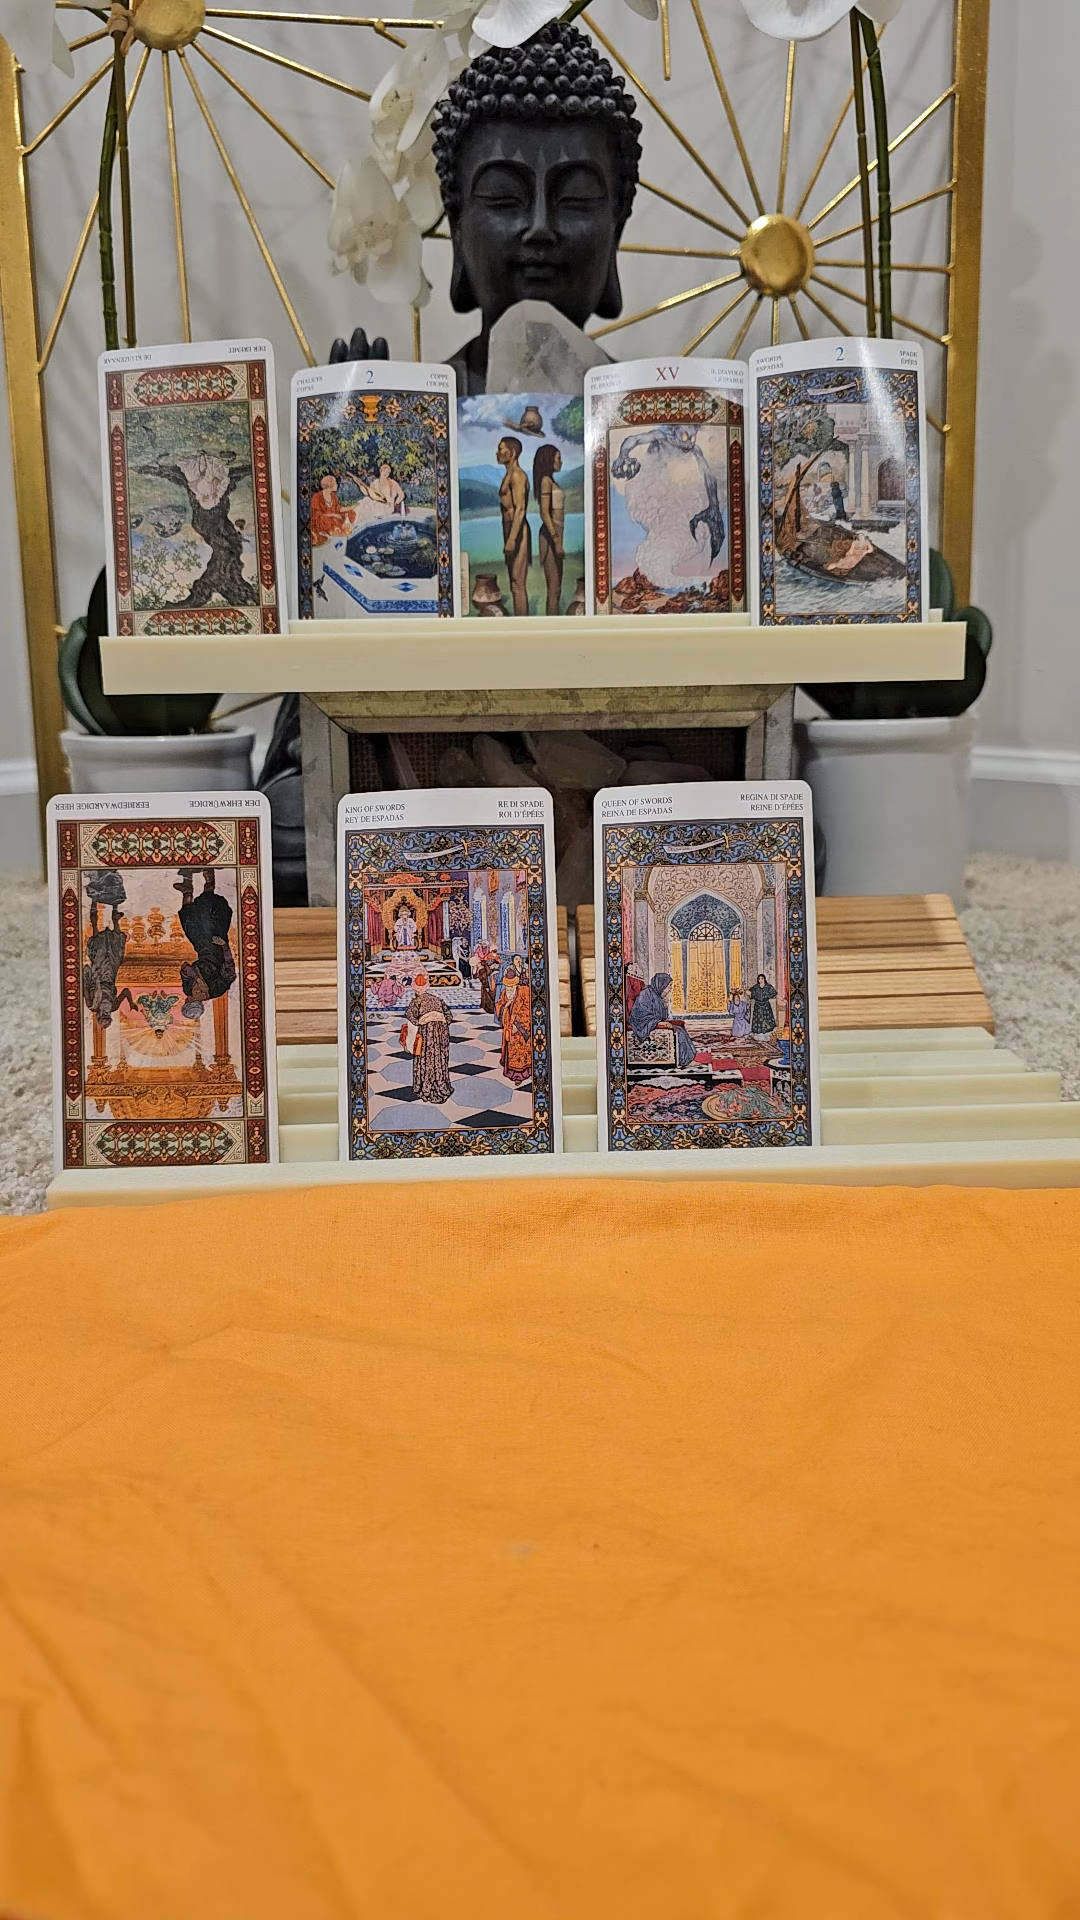 DE KLUIZENAAR DER EREMIT
CHALICES 2 COPPE
COPAS COUPES
XV IL DIAVOLO
EL DIABLO LE DIABLE
SWORDS 2 SPADE
ESPADAS ÉPÉES
EERBIEDWAARDIGE HEER DER EHRWÜRDIGE
KING OF SWORDS RE DI SPADE
REY DE ESPADAS ROI D'ÉPÉES
QUEEN OF SWORDS REGINA DI SPADE
REINA DE ESPADAS REINE D'ÉPÉES